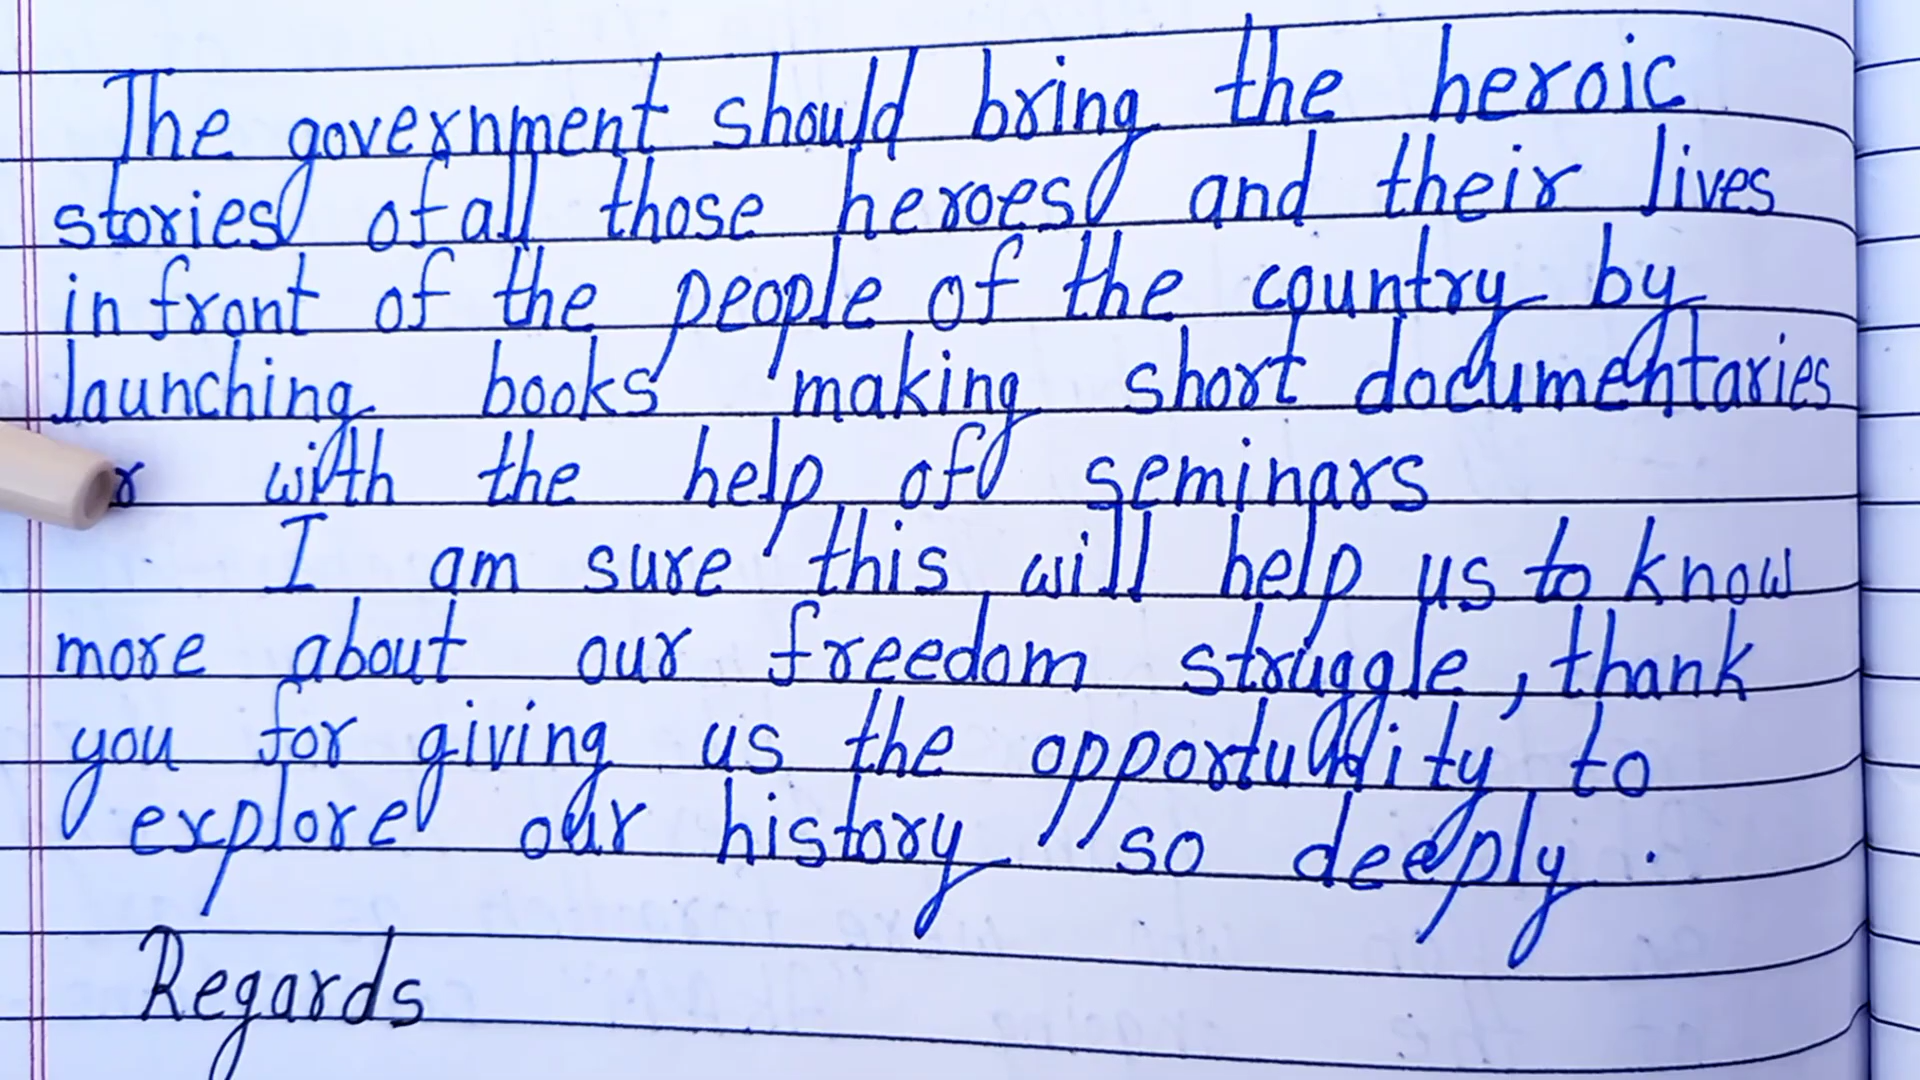 The government should bring the heroic
stories of all those heroes and their lives
in front of the people of the country by
launching books making short documentaries
with the help of seminars
I am sure this will help us to know
more about our freedom struggle, thank
you for giving us the opportunity to
explore our history so deeply.
Regards